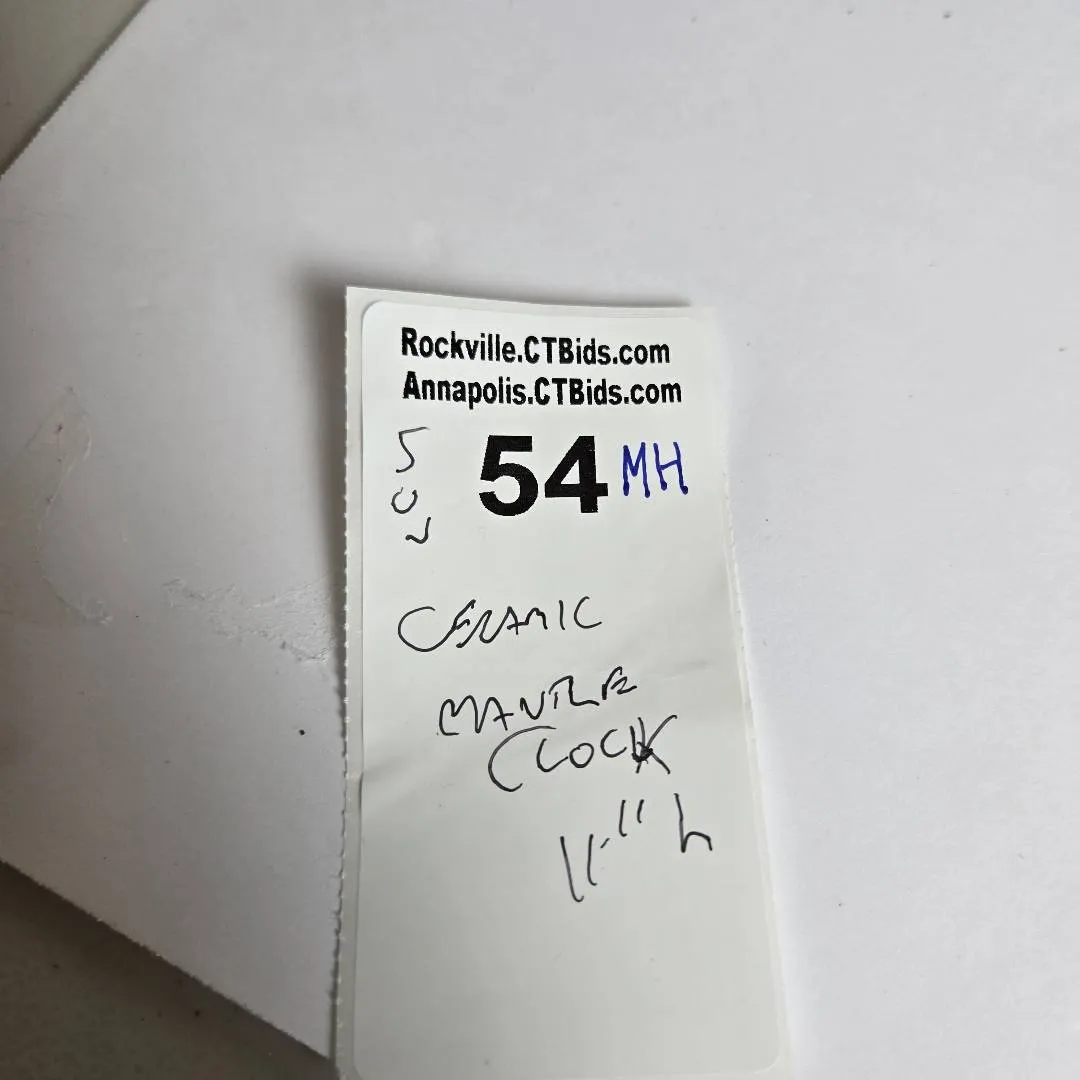 Rockville.CTBids.com
Annapolis.CTBids.com
54 MH
CERAMIC
MANTLE
CLOCK
11" h